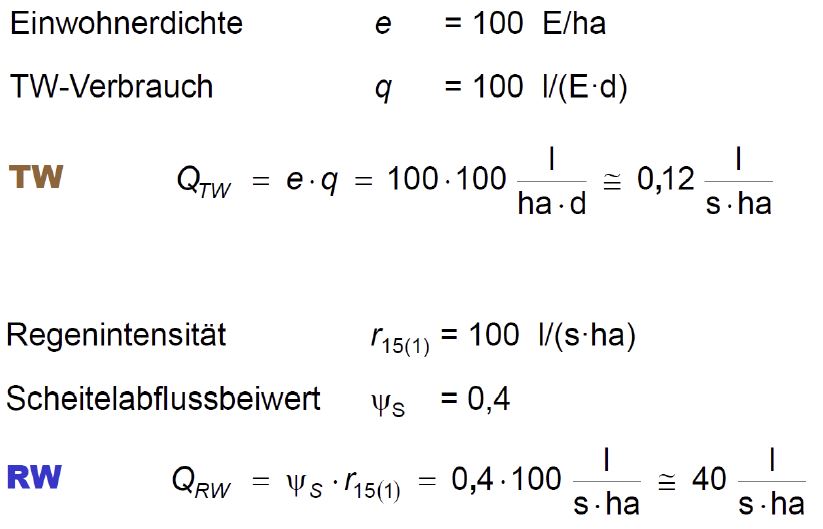 Einwohnerdichte e = 100 E/ha
TW-Verbrauch q = 100 l/(E·d)
TW Q_TW = e·q = 100·100 l/(ha·d) ≅ 0,12 l/(s·ha)
Regenintensität r_15(1) = 100 l/(s·ha)
Scheitelabflussbeiwert ψ_S = 0,4
RW Q_RW = ψ_S·r_15(1) = 0,4·100 l/(s·ha) ≅ 40 l/(s·ha)